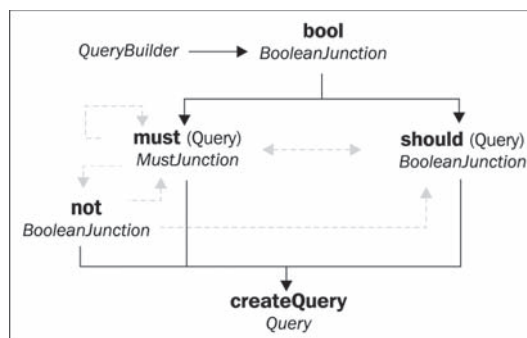 bool
QueryBuilder
BooleanJunction
must (Query)
should (Query)
MustJunction
BooleanJunction
not
BooleanJunction
createQuery
Query